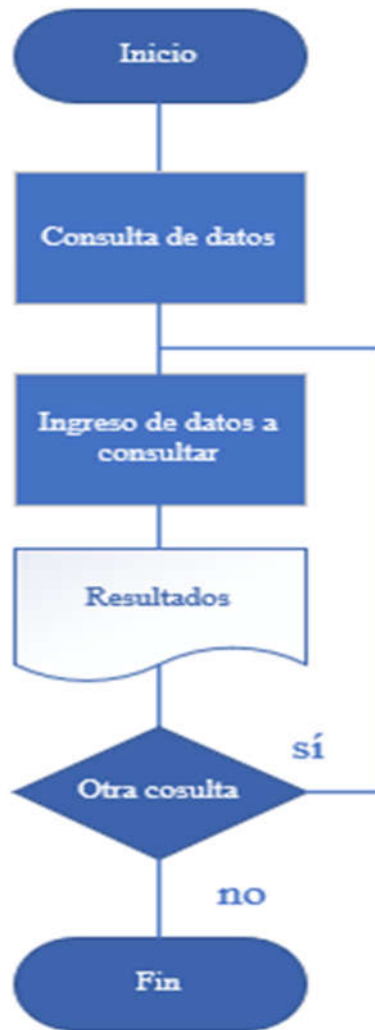 Inicio
Consulta de datos
Ingreso de datos a
consultar
Resultados
Otra cosulta
sí
no
Fin